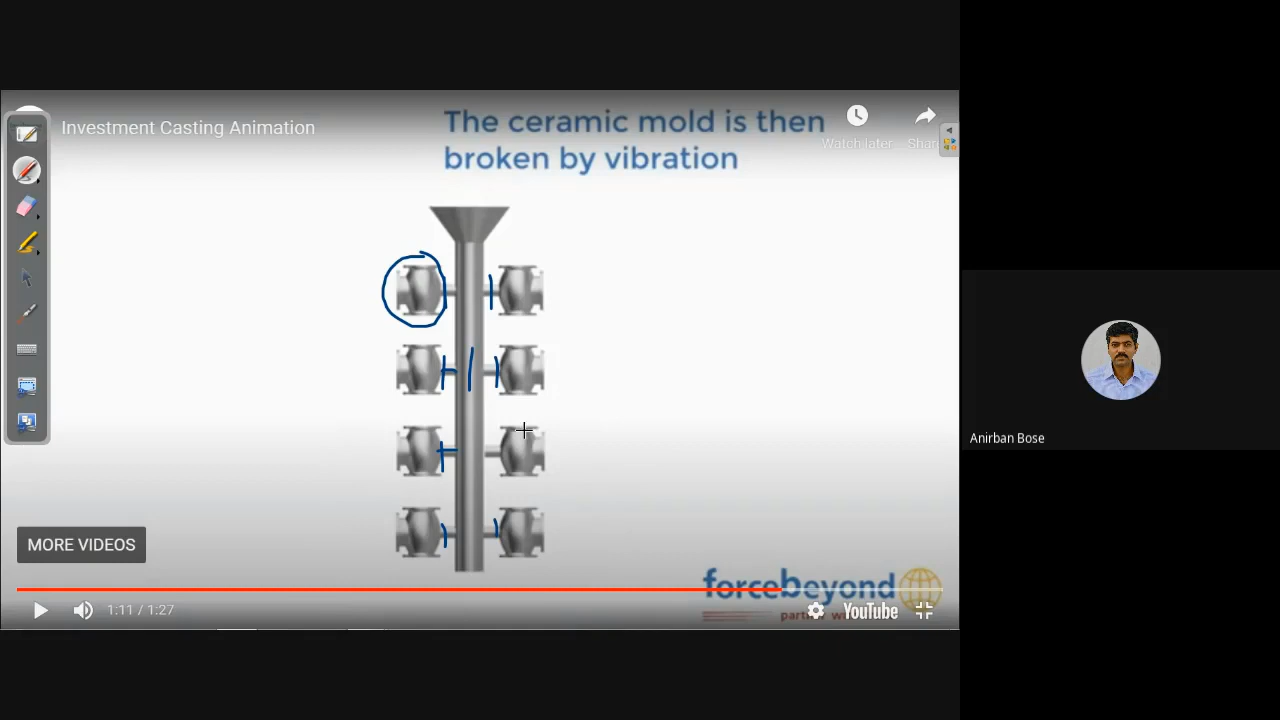 Investment Casting Animation
The ceramic mold is then
broken by vibration
Watch later
Shar
MORE VIDEOS
forcebeyond
1:11 / 1:27
YouTube
Anirban Bose